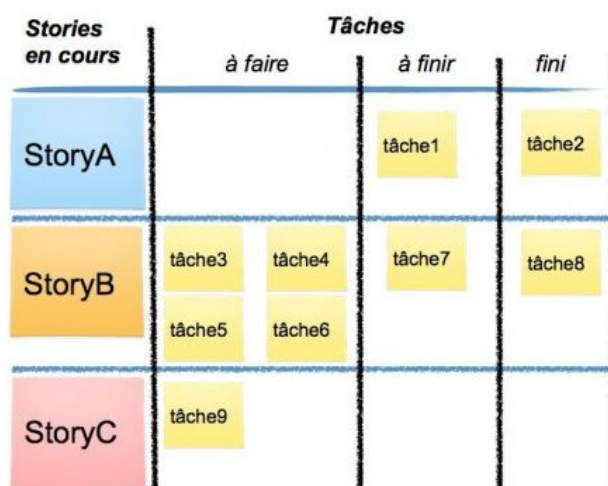 Stories
en cours
Tâches
à faire
à finir
fini
StoryA
tâche1
tâche2
StoryB
tâche3
tâche4
tâche7
tâche8
tâche5
tâche6
StoryC
tâche9